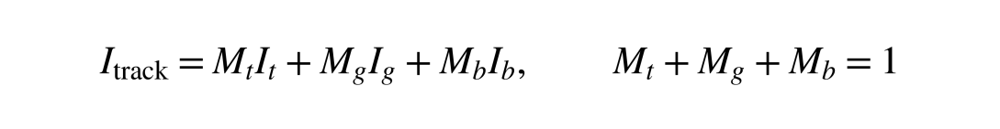 I_track = M_t I_t + M_g I_g + M_b I_b,  M_t + M_g + M_b = 1